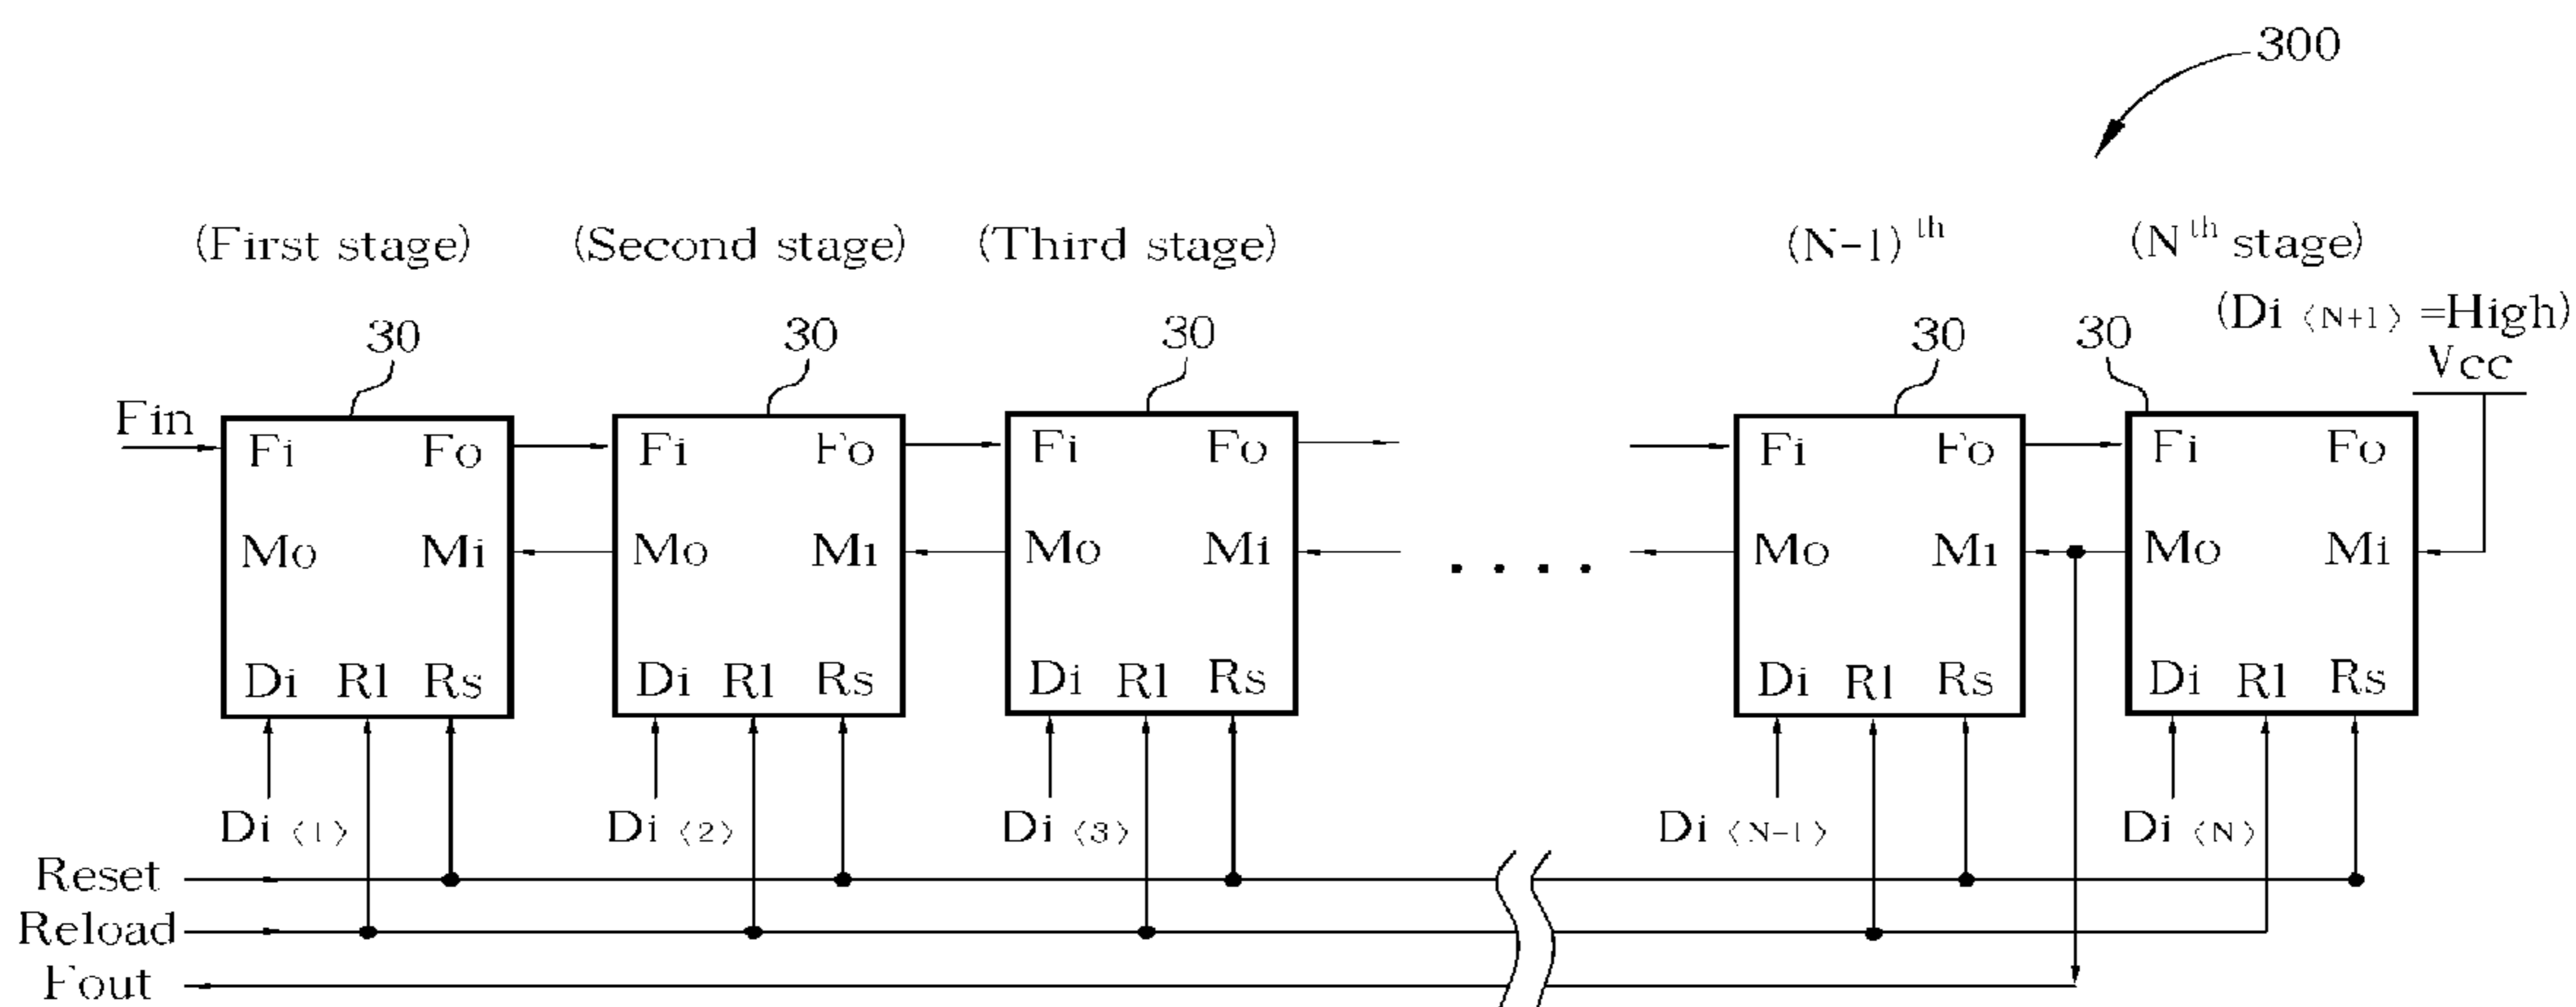 300
(First stage) (Second stage) (Third stage) (N-1) th (N th stage)
(Di ⟨N+1⟩ =High)
30 30 30 30 30
Vcc
Fin
Fi Fo Fi Fo Fi Fo Fi Fo Fi Fo
Mo Mi Mo Mi Mo Mi Mo Mi Mo Mi
. . . .
Di Rl Rs Di Rl Rs Di Rl Rs Di Rl Rs Di Rl Rs
Di ⟨1⟩ Di ⟨2⟩ Di ⟨3⟩ Di ⟨N-1⟩ Di ⟨N⟩
Reset
Reload
Fout